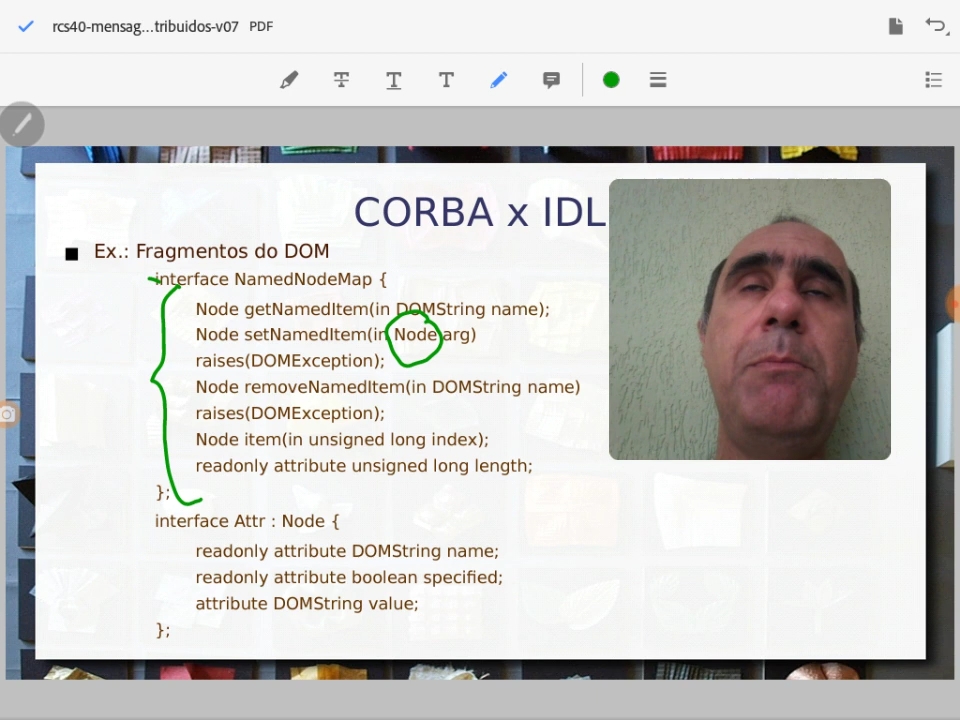 rcs40-mensag...tribuidos-v07 PDF
T T T
CORBA x IDL
Ex.: Fragmentos do DOM
interface NamedNodeMap {
Node getNamedItem(in DOMString name);
Node setNamedItem(in Node arg)
raises(DOMException);
Node removeNamedItem(in DOMString name)
raises(DOMException);
Node item(in unsigned long index);
readonly attribute unsigned long length;
};
interface Attr : Node {
readonly attribute DOMString name;
readonly attribute boolean specified;
attribute DOMString value;
};